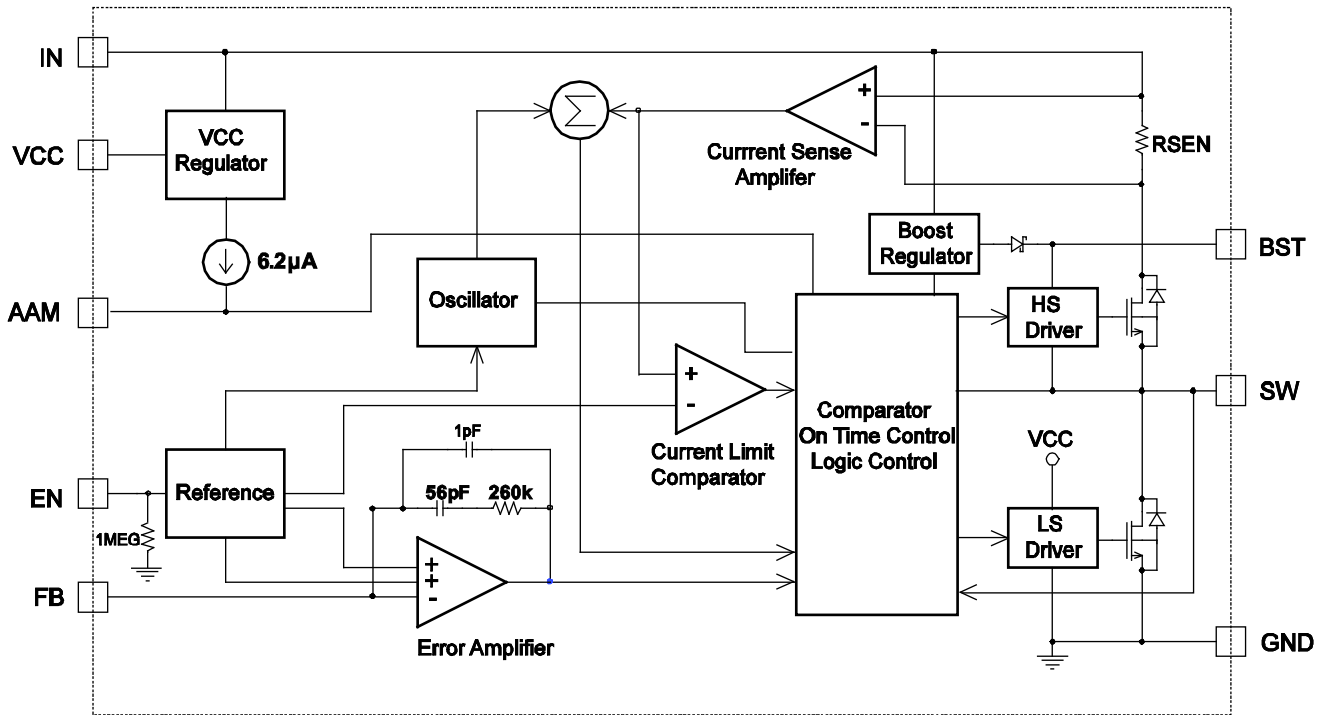 IN
VCC
VCC
Regulator
Σ
+
-
Currrent Sense
Amplifer
RSEN
Boost
Regulator
BST
6.2µA
AAM
Oscillator
HS
Driver
+
-
Current Limit
Comparator
Comparator
On Time Control
Logic Control
SW
VCC
1pF
56pF
260k
EN
Reference
1MEG
LS
Driver
FB
+
+
-
Error Amplifier
GND